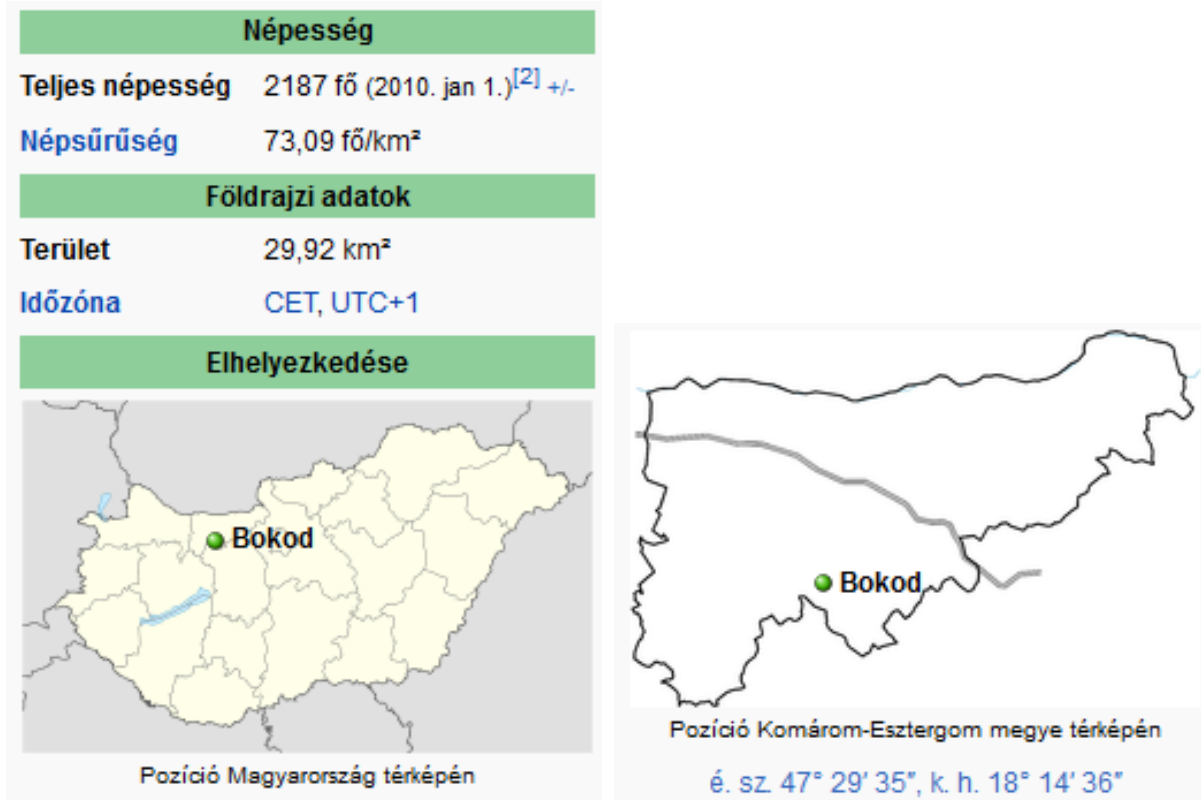 Népesség
Teljes népesség 2187 fő (2010. jan 1.)[2] +/-
Népsűrűség 73,09 fő/km²
Földrajzi adatok
Terület 29,92 km²
Időzóna CET, UTC+1
Elhelyezkedése
Bokod
Pozíció Magyarország térképén
Bokod
Pozíció Komárom-Esztergom megye térképén
é. sz. 47° 29′ 35″, k. h. 18° 14′ 36″